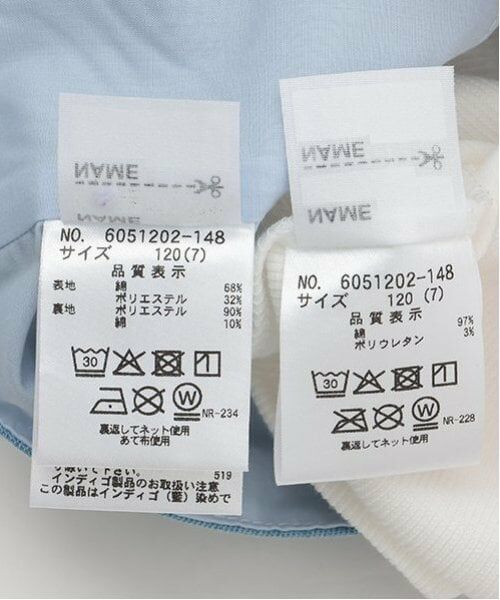 NAME
NO. 6051202-148
サイズ 120(7)
品質表示
表地 綿 68%
ポリエステル 32%
裏地 ポリエステル 90%
綿 10%
30
W
NR-234
裏返してネット使用
あて布使用
519
インディゴ製品のお取扱い注意
この製品はインディゴ(藍)染めで
NAME
NAME
NO. 6051202-148
サイズ 120 (7)
品質表示
綿 97%
ポリウレタン 3%
30
W
NR-228
裏返してネット使用